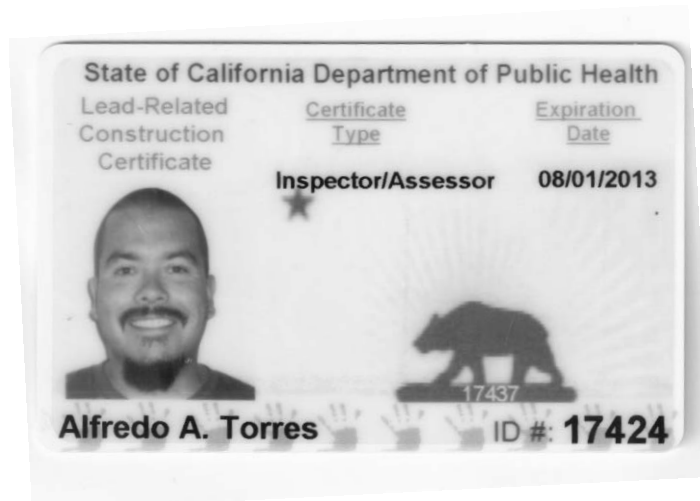 State of California Department of Public Health
Lead-Related
Construction
Certificate
Certificate
Type
Expiration
Date
Inspector/Assessor
08/01/2013
17437
Alfredo A. Torres
ID #: 17424